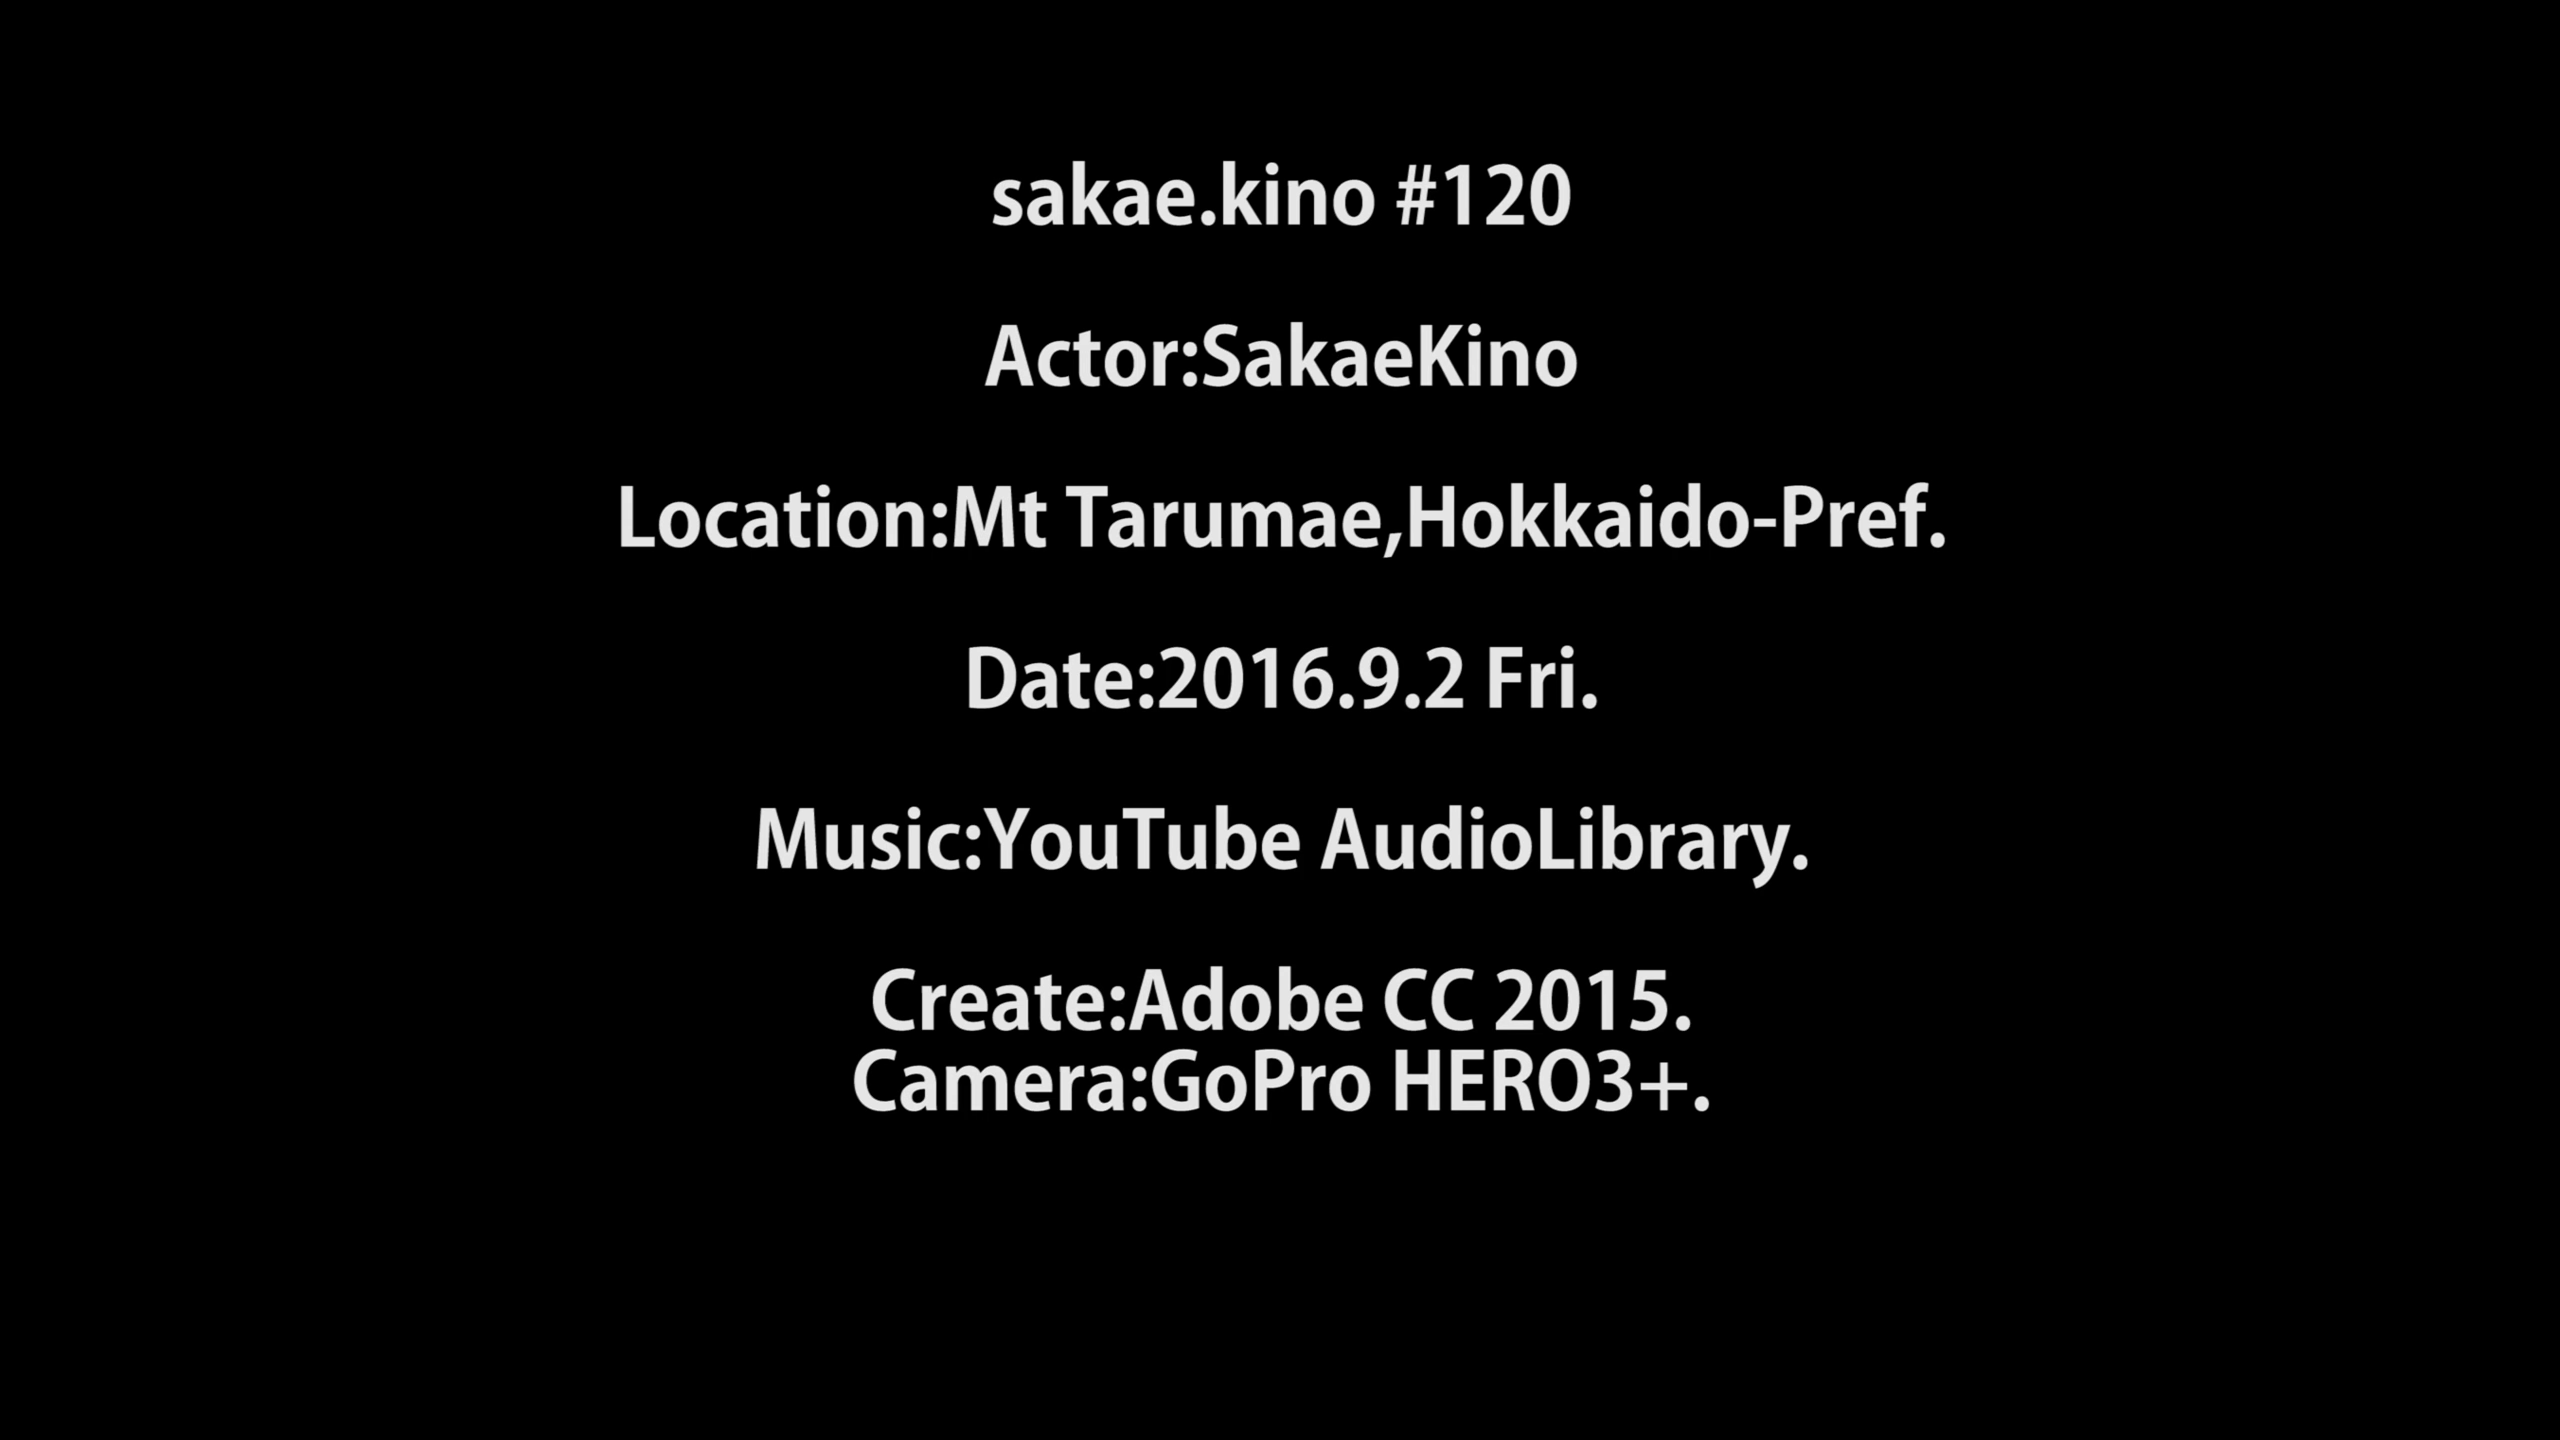 sakae.kino #120
Actor:SakaeKino
Location:Mt Tarumae,Hokkaido-Pref.
Date:2016.9.2 Fri.
Music:YouTube AudioLibrary.
Create:Adobe CC 2015.
Camera:GoPro HERO3+.